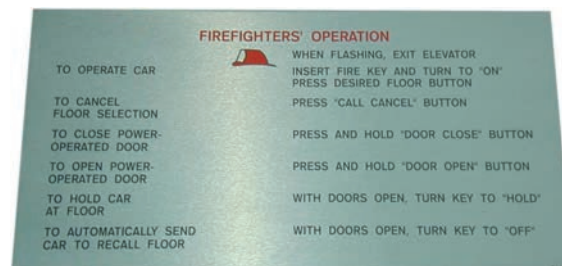 FIREFIGHTERS' OPERATION
WHEN FLASHING, EXIT ELEVATOR
TO OPERATE CAR
INSERT FIRE KEY AND TURN TO "ON"
PRESS DESIRED FLOOR BUTTON
TO CANCEL
FLOOR SELECTION
PRESS "CALL CANCEL" BUTTON
TO CLOSE POWER-
OPERATED DOOR
PRESS AND HOLD "DOOR CLOSE" BUTTON
TO OPEN POWER-
OPERATED DOOR
PRESS AND HOLD "DOOR OPEN" BUTTON
TO HOLD CAR
AT FLOOR
WITH DOORS OPEN, TURN KEY TO "HOLD"
TO AUTOMATICALLY SEND
CAR TO RECALL FLOOR
WITH DOORS OPEN, TURN KEY TO "OFF"